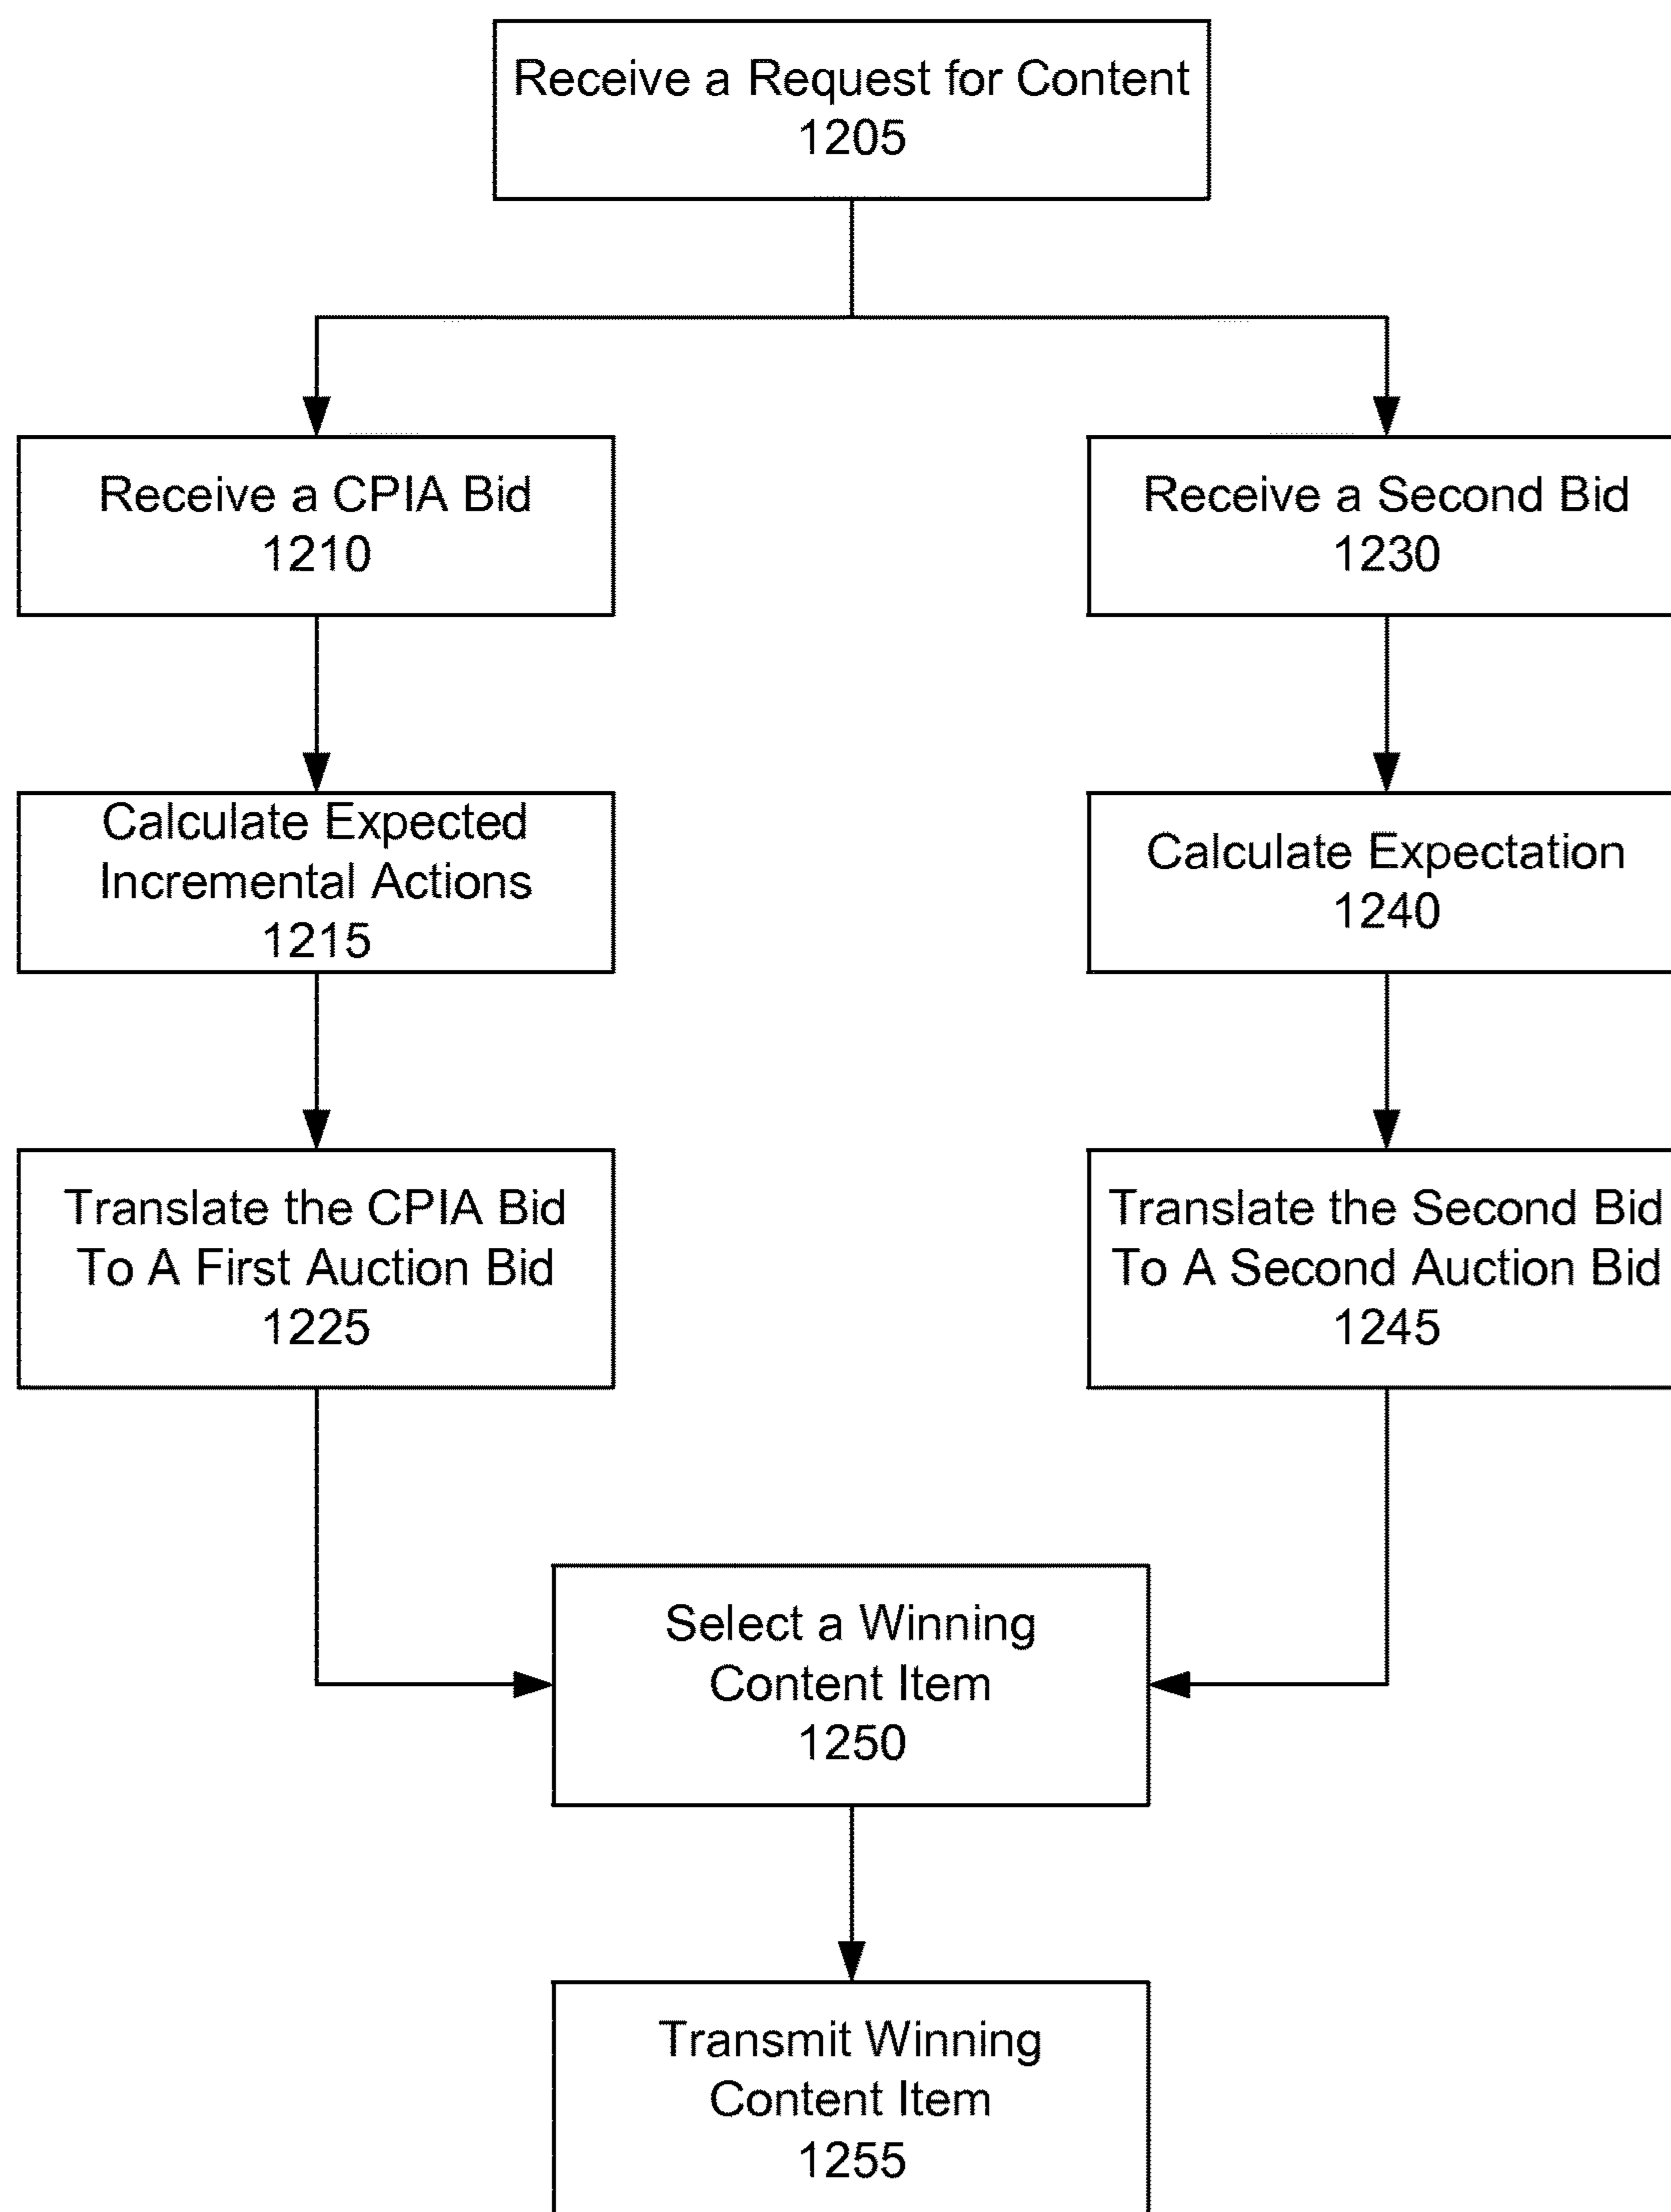 Receive a Request for Content
1205
Receive a CPIA Bid
1210
Receive a Second Bid
1230
Calculate Expected
Incremental Actions
1215
Calculate Expectation
1240
Translate the CPIA Bid
To A First Auction Bid
1225
Translate the Second Bid
To A Second Auction Bid
1245
Select a Winning
Content Item
1250
Transmit Winning
Content Item
1255